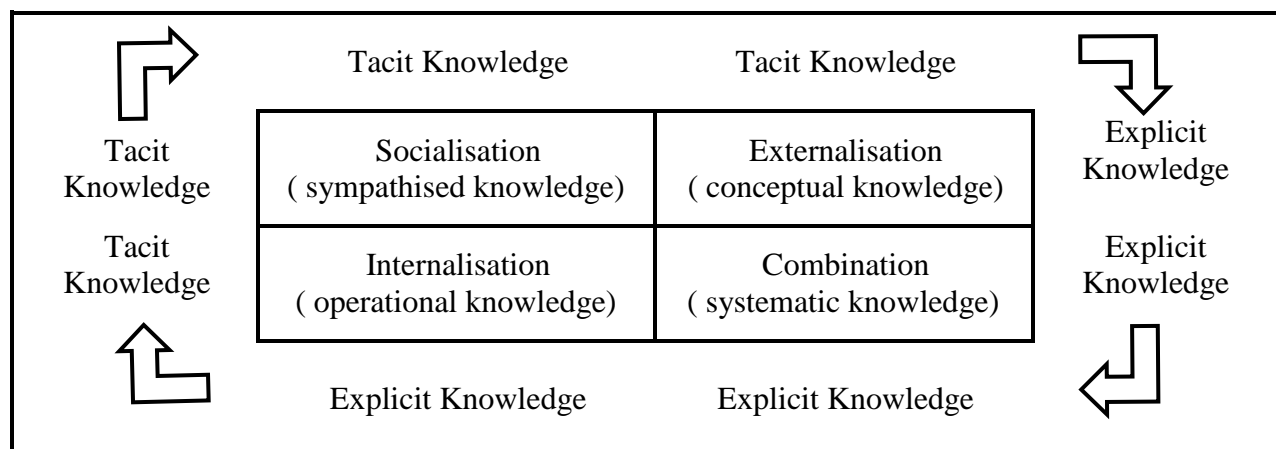 Tacit Knowledge
Tacit Knowledge
Tacit
Knowledge
Socialisation
( sympathised knowledge)
Externalisation
( conceptual knowledge)
Explicit
Knowledge
Tacit
Knowledge
Internalisation
( operational knowledge)
Combination
( systematic knowledge)
Explicit
Knowledge
Explicit Knowledge
Explicit Knowledge